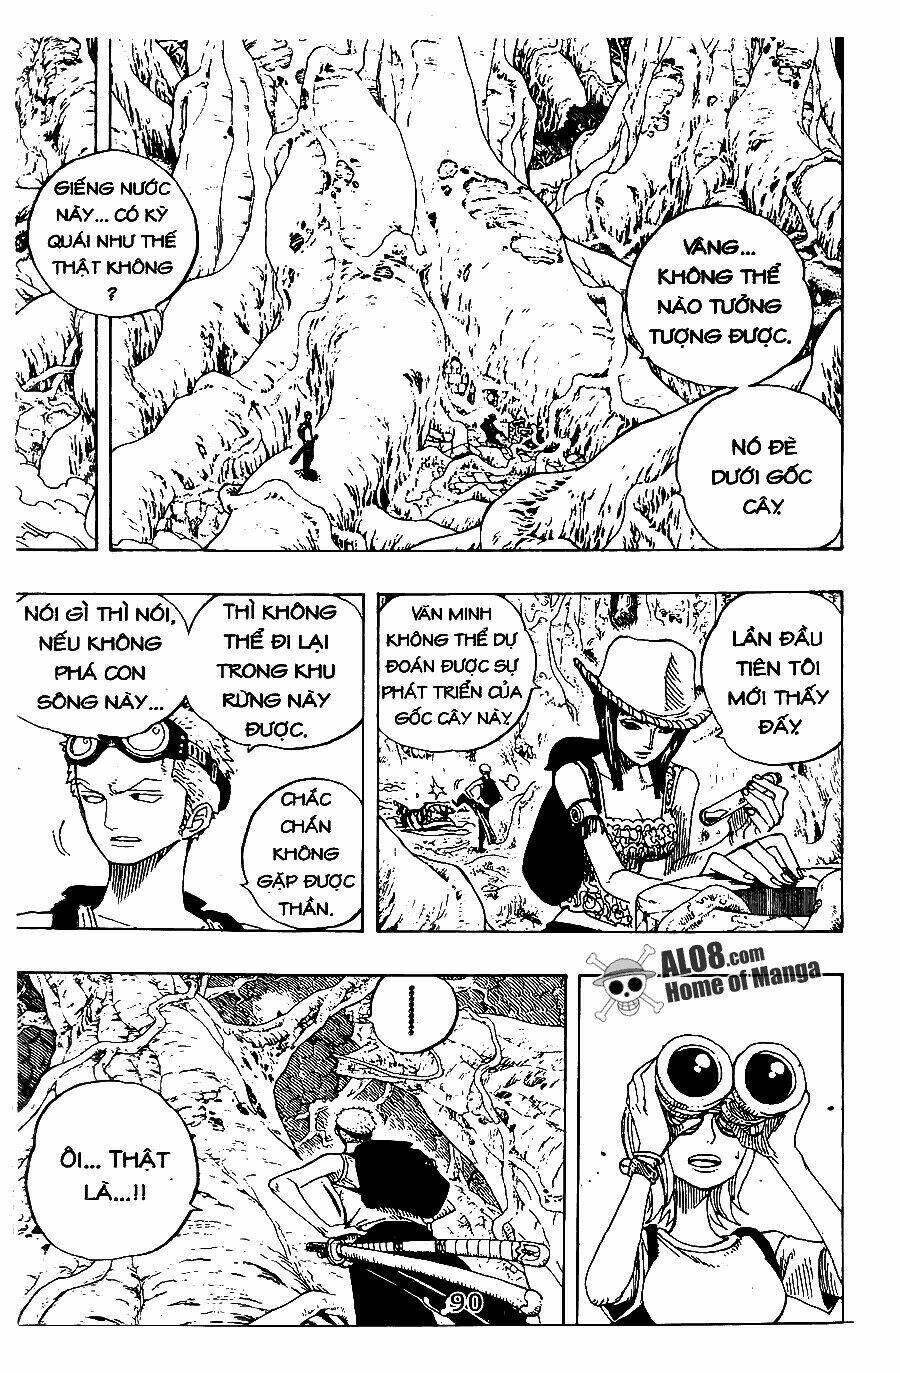 GIẾNG NƯỚC
NÀY... CÓ KỲ
QUÁI NHƯ THẾ
THẬT KHÔNG
?
VÂNG...
KHÔNG THỂ
NÀO TƯỞNG
TƯỢNG ĐƯỢC.
NÓ ĐÈ
DƯỚI GỐC
CÂY.
NÓI GÌ THÌ NÓI,
NẾU KHÔNG
PHÁ CON
SÔNG NÀY...
THÌ KHÔNG
THỂ ĐI LẠI
TRONG KHU
RỪNG NÀY
ĐƯỢC.
CHẮC
CHẮN
KHÔNG
GẶP ĐƯỢC
THẦN.
VĂN MINH
KHÔNG THỂ DỰ
ĐOÁN ĐƯỢC SỰ
PHÁT TRIỂN CỦA
GỐC CÂY NÀY.
LẦN ĐẦU
TIÊN TÔI
MỚI THẤY
ĐẤY.
AL08.com
Home of Manga
ÔI... THẬT
LÀ...!!
90